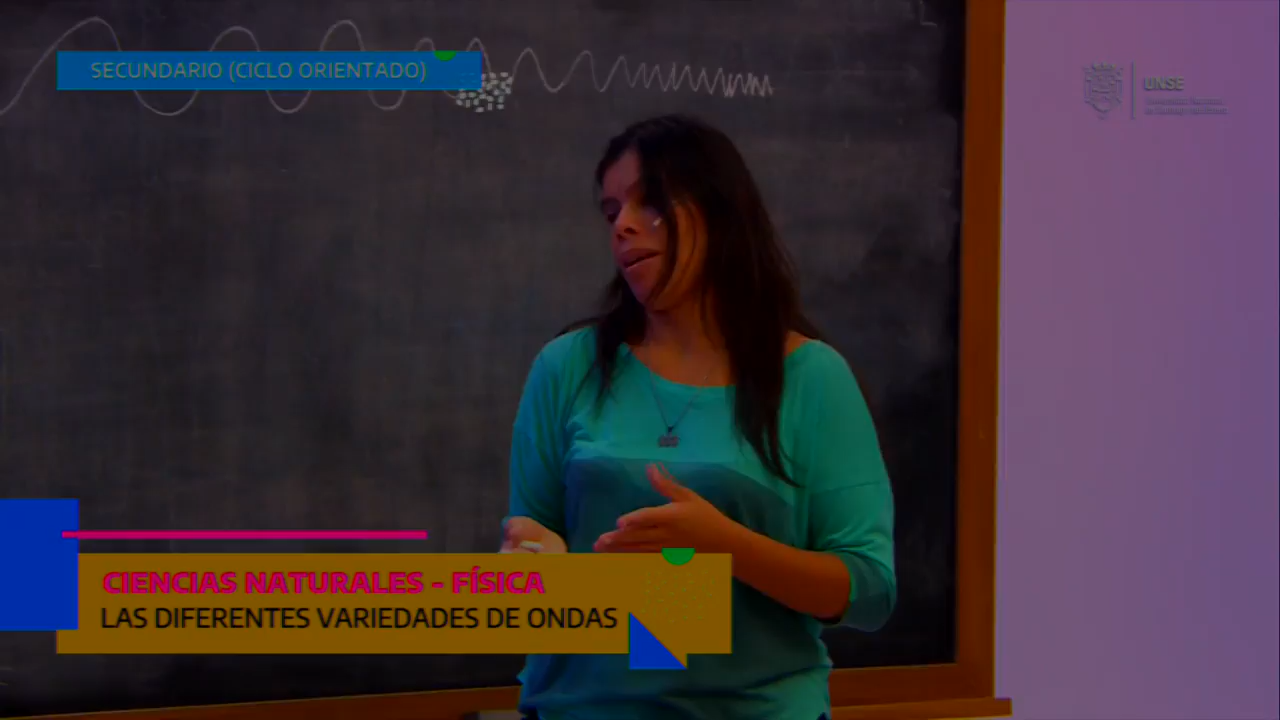 SECUNDARIO (CICLO ORIENTADO)
UNSE
CIENCIAS NATURALES - FÍSICA
LAS DIFERENTES VARIEDADES DE ONDAS